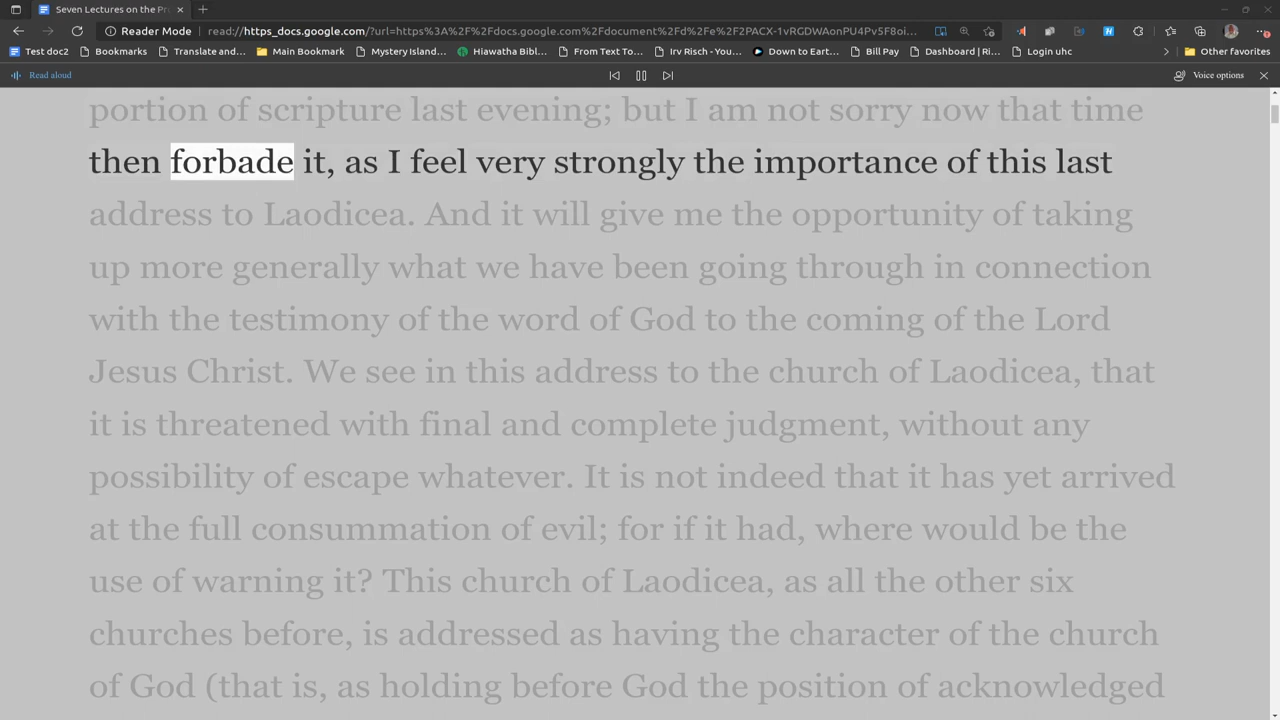 Seven Lectures on the Pr
Reader Mode
read://https_docs.google.com/?url=https%3A%2F%2Fdocs.google.com%2Fdocument%2Fd%2Fe%2F2PACX-1vRGDWAonPU4Pv5F8oi...
Test doc2
Bookmarks
Translate and...
Main Bookmark
Mystery Island...
Hiawatha Bibl...
From Text To...
Irv Risch - You...
Down to Eart...
Bill Pay
Dashboard | Ri...
Login uhc
Other favorites
Read aloud
Voice options
portion of scripture last evening; but I am not sorry now that time
then forbade it, as I feel very strongly the importance of this last
address to Laodicea. And it will give me the opportunity of taking
up more generally what we have been going through in connection
with the testimony of the word of God to the coming of the Lord
Jesus Christ. We see in this address to the church of Laodicea, that
it is threatened with final and complete judgment, without any
possibility of escape whatever. It is not indeed that it has yet arrived
at the full consummation of evil; for if it had, where would be the
use of warning it? This church of Laodicea, as all the other six
churches before, is addressed as having the character of the church
of God (that is, as holding before God the position of acknowledged